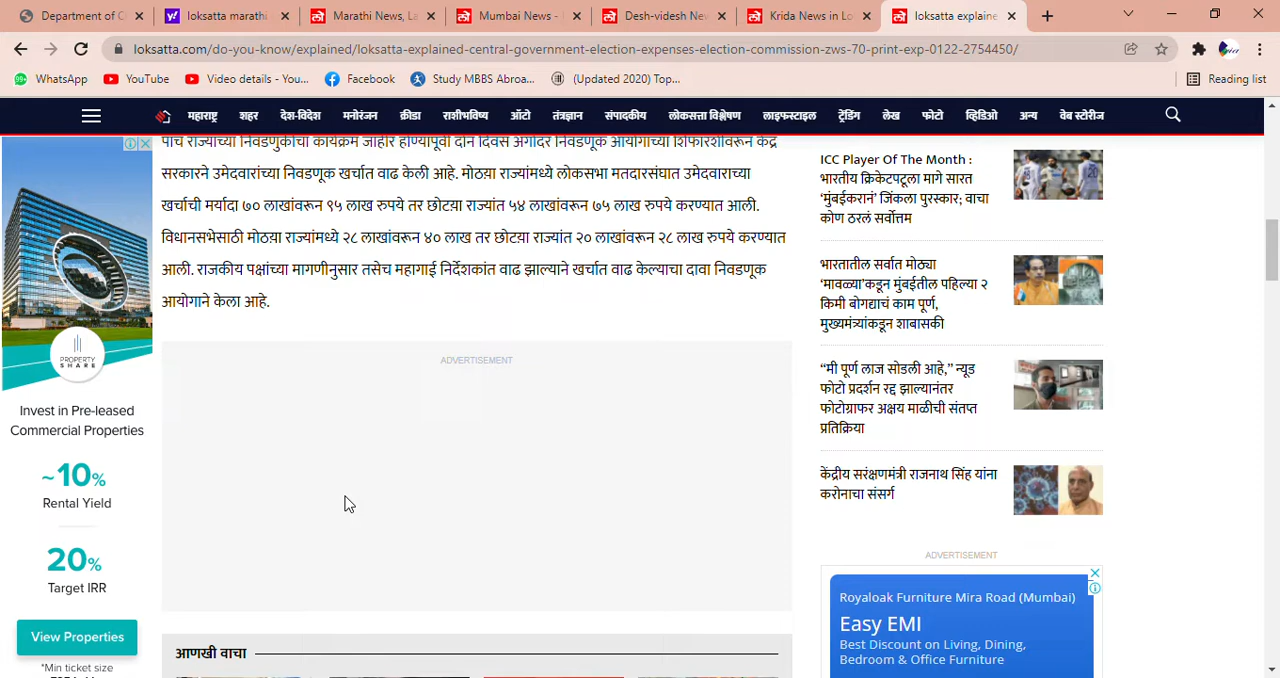 Department of C
loksatta marath
Marathi News, La
Mumbai News -
Desh-videsh New
Krida News in Lo
loksatta explaine
loksatta.com/do-you-know/explained/loksatta-explained-central-government-election-expenses-election-commission-zws-70-print-exp-0122-2754450/
WhatsApp
YouTube
Video details - You...
Facebook
Study MBBS Abroa...
(Updated 2020) Top...
Reading list
महाराष्ट्र
शहर
देश-विदेश
मनोरंजन
क्रीडा
राशीभविष्य
ऑटो
तंत्रज्ञान
संपादकीय
लोकसत्ता विश्लेषण
लाइफस्टाइल
ट्रेंडिंग
लेख
फोटो
व्हिडिओ
अन्य
वेब स्टोरीज
पाच राज्यांच्या निवडणुकीचा कार्यक्रम जाहीर होण्यापूर्वी दोन दिवस अगोदर निवडणूक आयोगाच्या शिफारशीवरून केंद्र
सरकारने उमेदवारांच्या निवडणूक खर्चात वाढ केली आहे. मोठय़ा राज्यांमध्ये लोकसभा मतदारसंघात उमेदवाराच्या
खर्चाची मर्यादा ७० लाखांवरून ९५ लाख रुपये तर छोटय़ा राज्यांत ५४ लाखांवरून ७५ लाख रुपये करण्यात आली.
विधानसभेसाठी मोठय़ा राज्यांमध्ये २८ लाखांवरून ४० लाख तर छोटय़ा राज्यांत २० लाखांवरून २८ लाख रुपये करण्यात
आली. राजकीय पक्षांच्या मागणीनुसार तसेच महागाई निर्देशकांत वाढ झाल्याने खर्चात वाढ केल्याचा दावा निवडणूक
आयोगाने केला आहे.
ADVERTISEMENT
आणखी वाचा
PROPERTY
SHARE
Invest in Pre-leased
Commercial Properties
~10%
Rental Yield
20%
Target IRR
View Properties
*Min ticket size
ICC Player Of The Month :
भारतीय क्रिकेटपटूला मागे सारत
‘मुंबईकरानं’ जिंकला पुरस्कार; वाचा
कोण ठरलं सर्वोत्तम
भारतातील सर्वात मोठ्या
‘मावळ्या’कडून मुंबईतील पहिल्या २
किमी बोगद्याचं काम पूर्ण,
मुख्यमंत्र्यांकडून शाबासकी
“मी पूर्ण लाज सोडली आहे,” न्यूड
फोटो प्रदर्शन रद्द झाल्यानंतर
फोटोग्राफर अक्षय माळीची संतप्त
प्रतिक्रिया
केंद्रीय संरक्षणमंत्री राजनाथ सिंह यांना
करोनाचा संसर्ग
ADVERTISEMENT
Royaloak Furniture Mira Road (Mumbai)
Easy EMI
Best Discount on Living, Dining,
Bedroom & Office Furniture